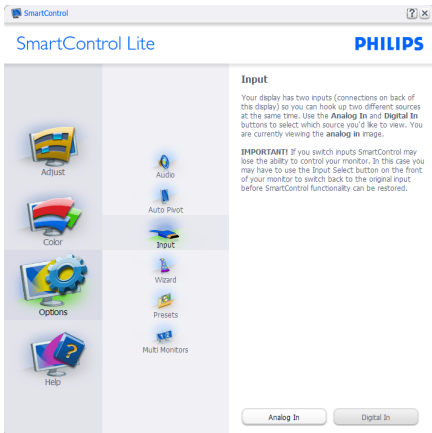 SmartControl
? ×
SmartControl Lite
PHILIPS
Adjust
Color
Options
Help
Audio
Auto Pivot
Input
Wizard
Presets
Multi Monitors
Input
Your display has two inputs (connections on back of
this display) so you can hook up two different sources
at the same time. Use the Analog In and Digital In
buttons to select which source you'd like to view. You
are currently viewing the analog in image.
IMPORTANT! If you switch inputs SmartControl may
lose the ability to control your monitor. In this case you
may have to use the Input Select button on the front
of your monitor to switch back to the original input
before SmartControl functionality can be restored.
Analog In
Digital In